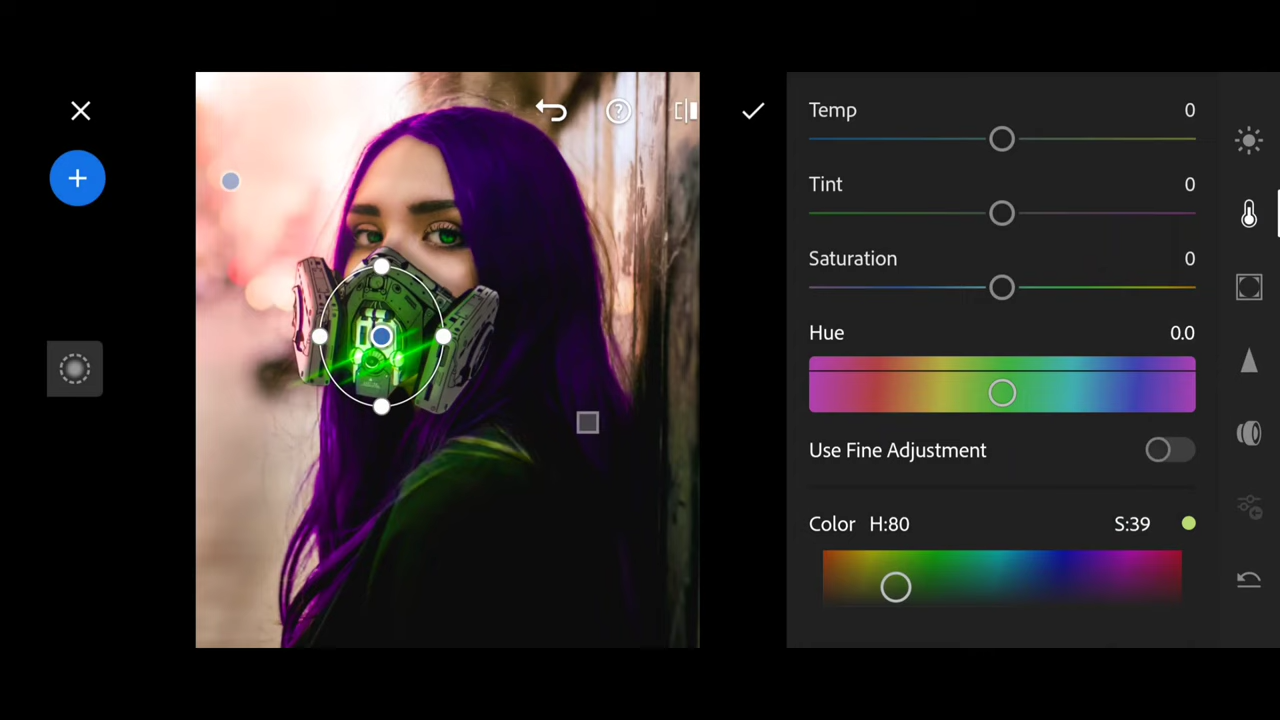 Temp 0
Tint 0
Saturation 0
Hue 0.0
Use Fine Adjustment
Color H:80 S:39